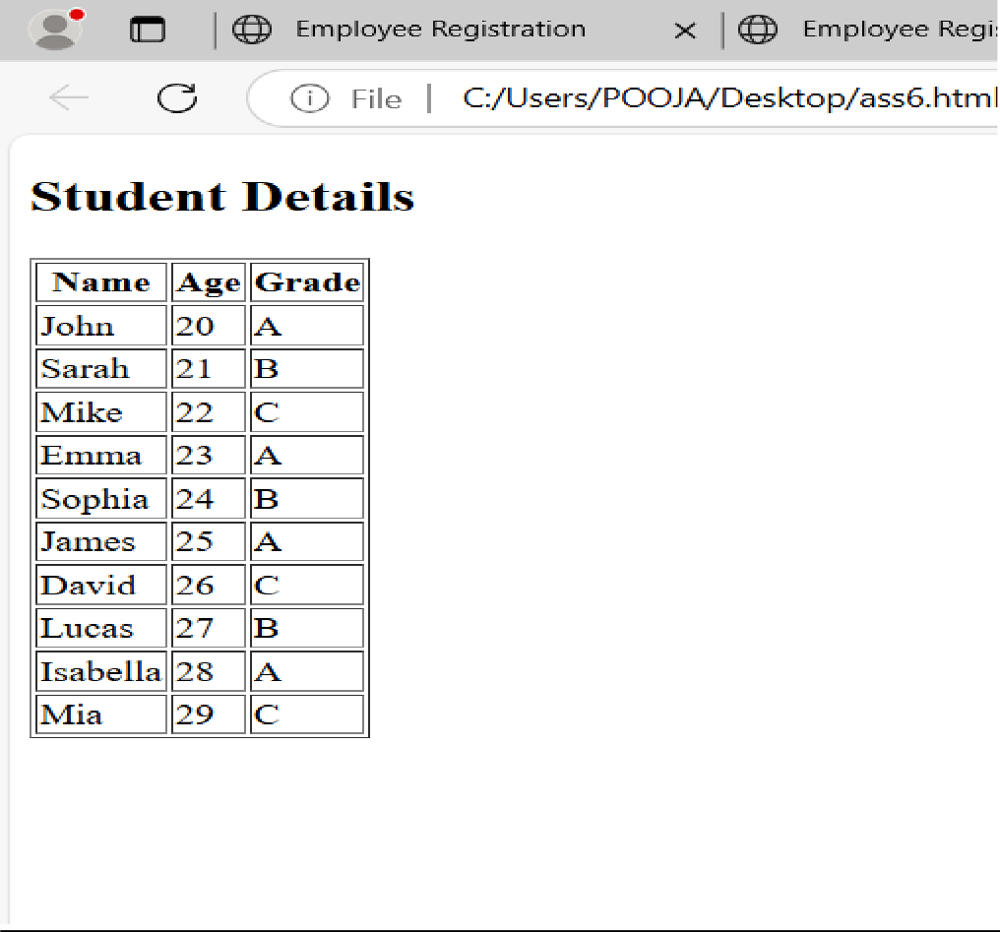 Employee Registration Employee Regi
File C:/Users/POOJA/Desktop/ass6.html
Student Details
Name Age Grade
John 20 A
Sarah 21 B
Mike 22 C
Emma 23 A
Sophia 24 B
James 25 A
David 26 C
Lucas 27 B
Isabella 28 A
Mia 29 C